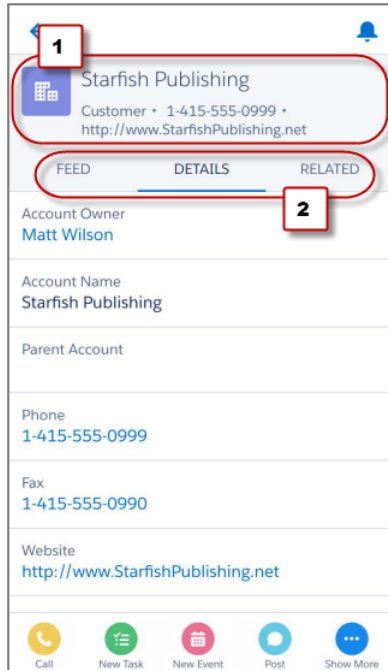 1
Starfish Publishing
Customer • 1-415-555-0999 •
http://www.StarfishPublishing.net
FEED DETAILS RELATED
2
Account Owner
Matt Wilson
Account Name
Starfish Publishing
Parent Account
Phone
1-415-555-0999
Fax
1-415-555-0990
Website
http://www.StarfishPublishing.net
Call New Task New Event Post Show More